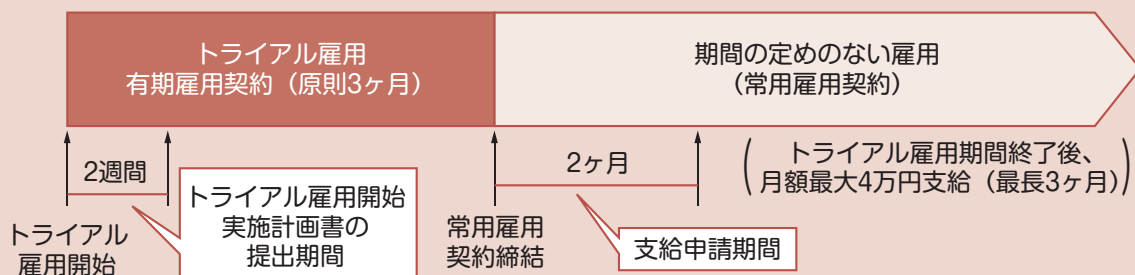 トライアル雇用
有期雇用契約（原則3ヶ月）
期間の定めのない雇用
（常用雇用契約）
2週間
トライアル雇用開始
実施計画書の
提出期間
トライアル
雇用開始
2ヶ月
常用雇用
契約締結
支給申請期間
（トライアル雇用期間終了後、
月額最大4万円支給（最長3ヶ月））